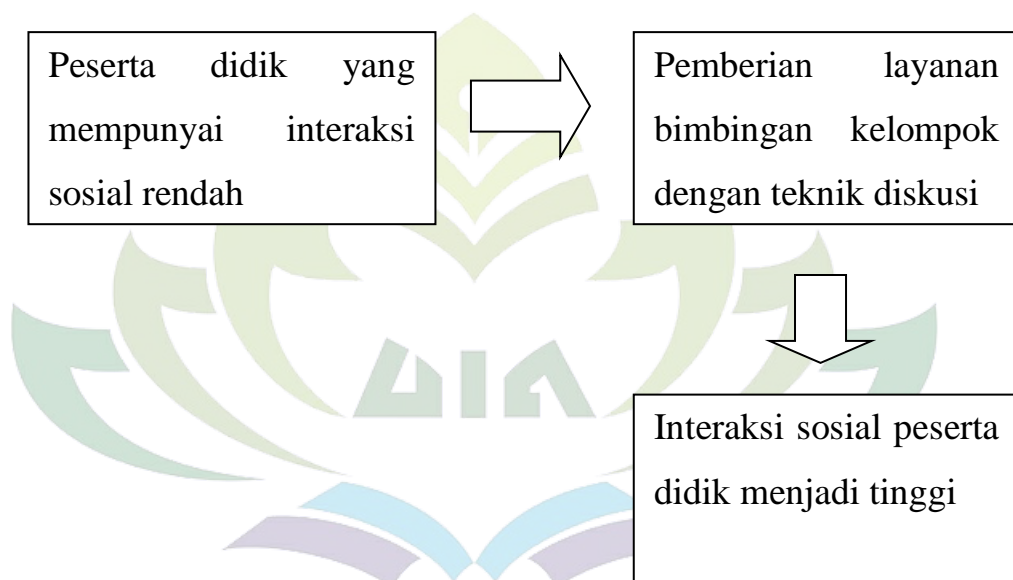 Peserta didik yang
mempunyai interaksi
sosial rendah
Pemberian layanan
bimbingan kelompok
dengan teknik diskusi
UIN
Interaksi sosial peserta
didik menjadi tinggi